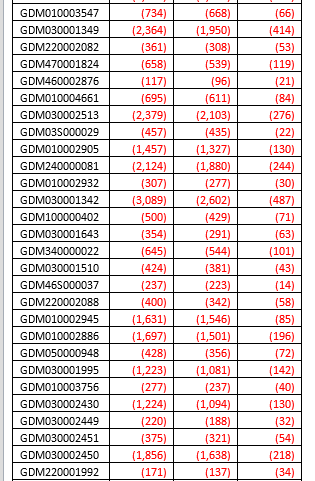 GDM010003547 (734) (668) (66)
GDM030001349 (2,364) (1,950) (414)
GDM220002082 (361) (308) (53)
GDM470001824 (658) (539) (119)
GDM460002876 (117) (96) (21)
GDM010004661 (695) (611) (84)
GDM030002513 (2,379) (2,103) (276)
GDM03S000029 (457) (435) (22)
GDM010002905 (1,457) (1,327) (130)
GDM240000081 (2,124) (1,880) (244)
GDM010002932 (307) (277) (30)
GDM030001342 (3,089) (2,602) (487)
GDM100000402 (500) (429) (71)
GDM030001643 (354) (291) (63)
GDM340000022 (645) (544) (101)
GDM030001510 (424) (381) (43)
GDM46S000037 (237) (223) (14)
GDM220002088 (400) (342) (58)
GDM010002945 (1,631) (1,546) (85)
GDM010002886 (1,697) (1,501) (196)
GDM050000948 (428) (356) (72)
GDM030001995 (1,223) (1,081) (142)
GDM010003756 (277) (237) (40)
GDM030002430 (1,224) (1,094) (130)
GDM030002449 (220) (188) (32)
GDM030002451 (375) (321) (54)
GDM030002450 (1,856) (1,638) (218)
GDM220001992 (171) (137) (34)